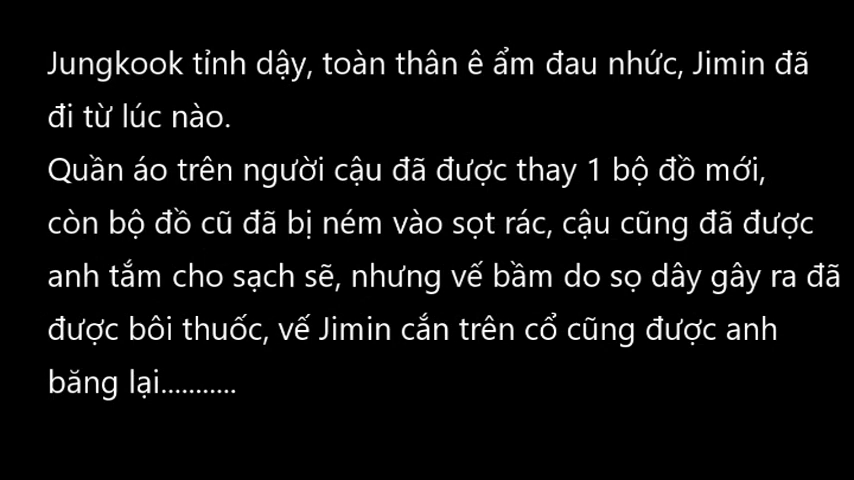 Jungkook tỉnh dậy, toàn thân ê ẩm đau nhức, Jimin đã
đi từ lúc nào.
Quần áo trên người cậu đã được thay 1 bộ đồ mới,
còn bộ đồ cũ đã bị ném vào sọt rác, cậu cũng đã được
anh tắm cho sạch sẽ, nhưng vế bầm do sọ dây gây ra đã
được bôi thuốc, vế Jimin cắn trên cổ cũng được anh
băng lại...........